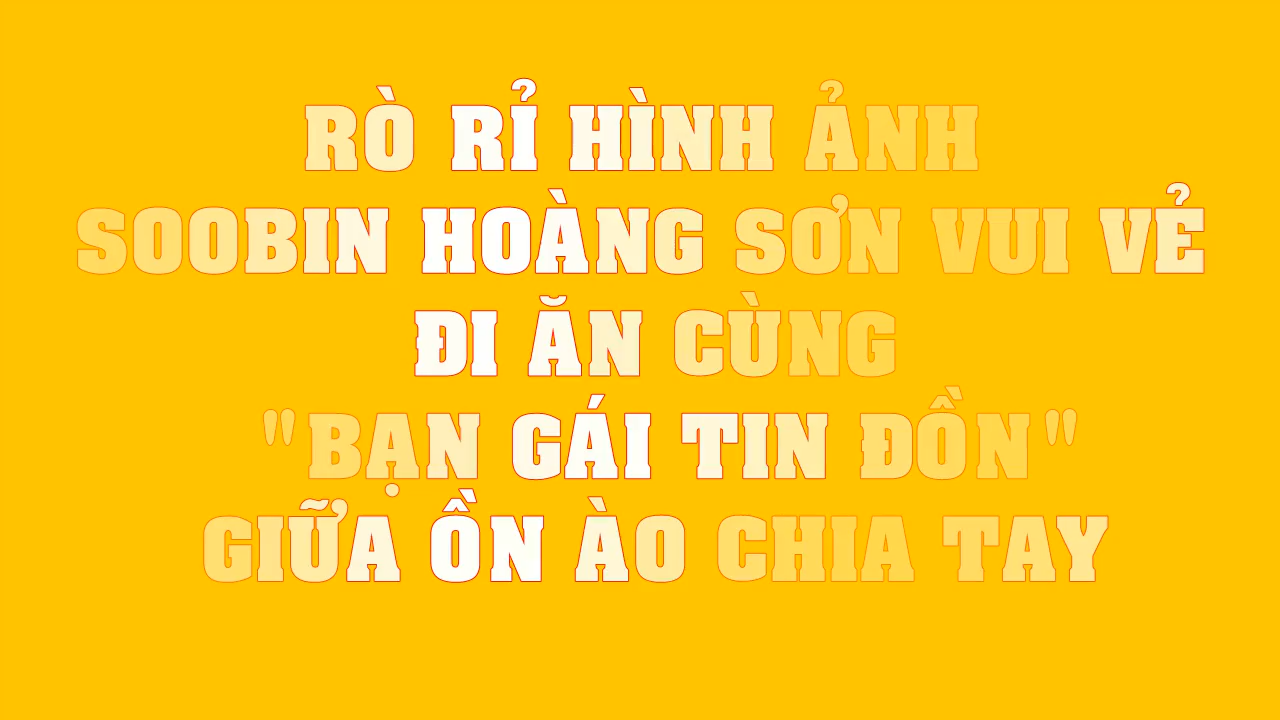 RÒ RỈ HÌNH ẢNH
SOOBIN HOÀNG SƠN VUI VẺ
ĐI ĂN CÙNG
"BẠN GÁI TIN ĐỒN"
GIỮA ỒN ÀO CHIA TAY